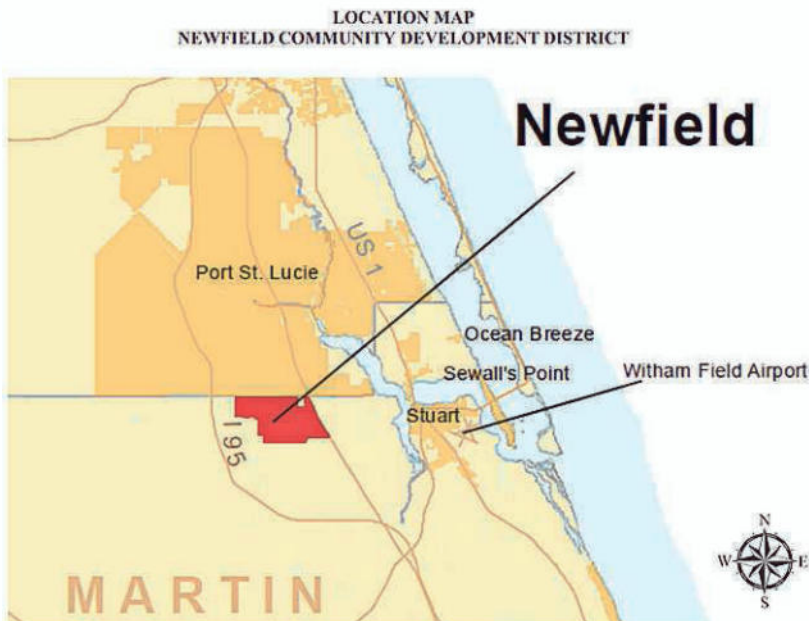 LOCATION MAP
NEWFIELD COMMUNITY DEVELOPMENT DISTRICT
Newfield
US 1
Port St. Lucie
Ocean Breeze
Sewall's Point
Witham Field Airport
Stuart
I 95
N
W E
S
MARTIN